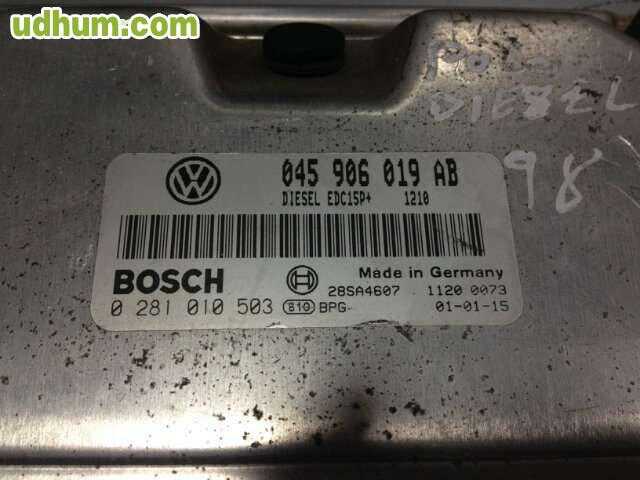 udhum.com
POLO
DIESEL
98
045 906 019 AB
DIESEL EDC15P+ 1210
BOSCH
Made in Germany
28SA4607 1120 0073
0 281 010 503 810 BPG 01-01-15